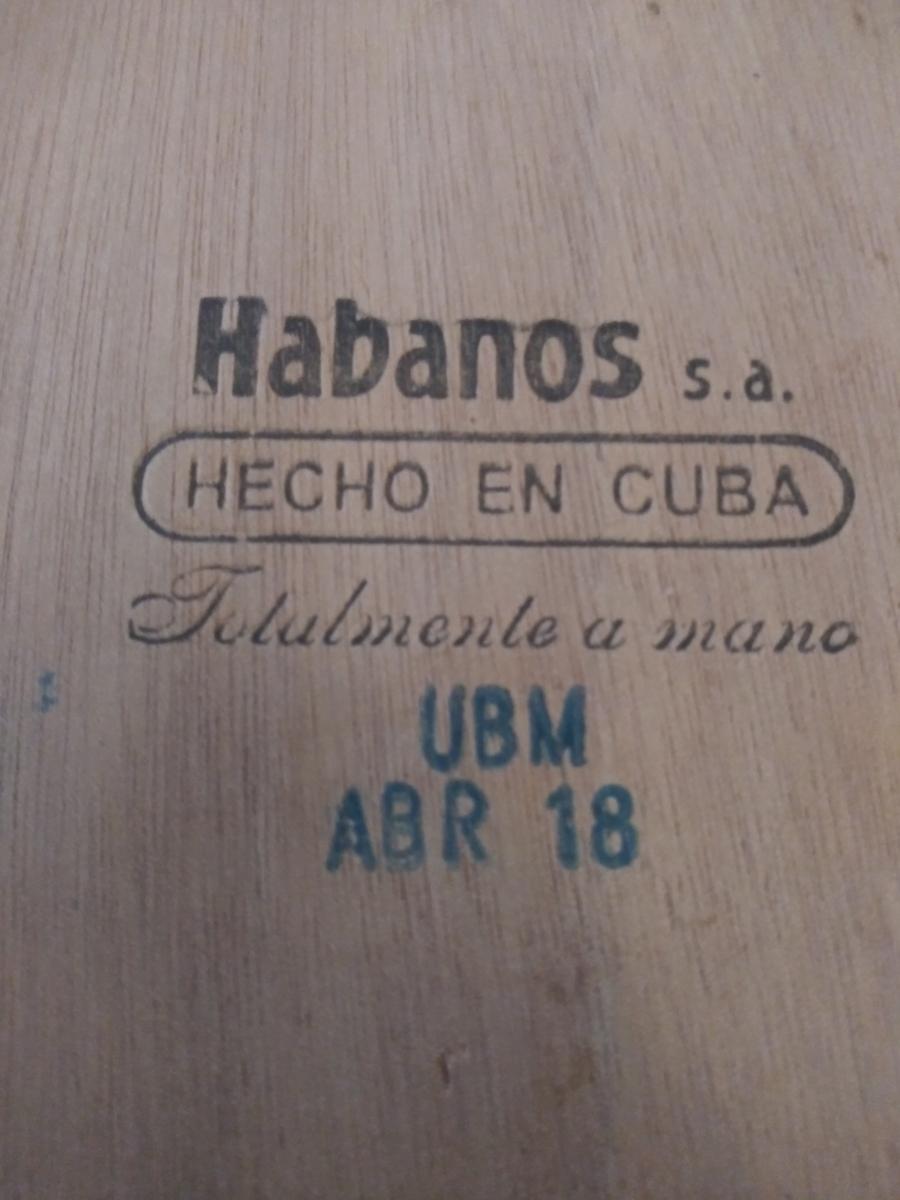 Habanos s.a.
HECHO EN CUBA
Totalmente a mano
UBM
ABR 18